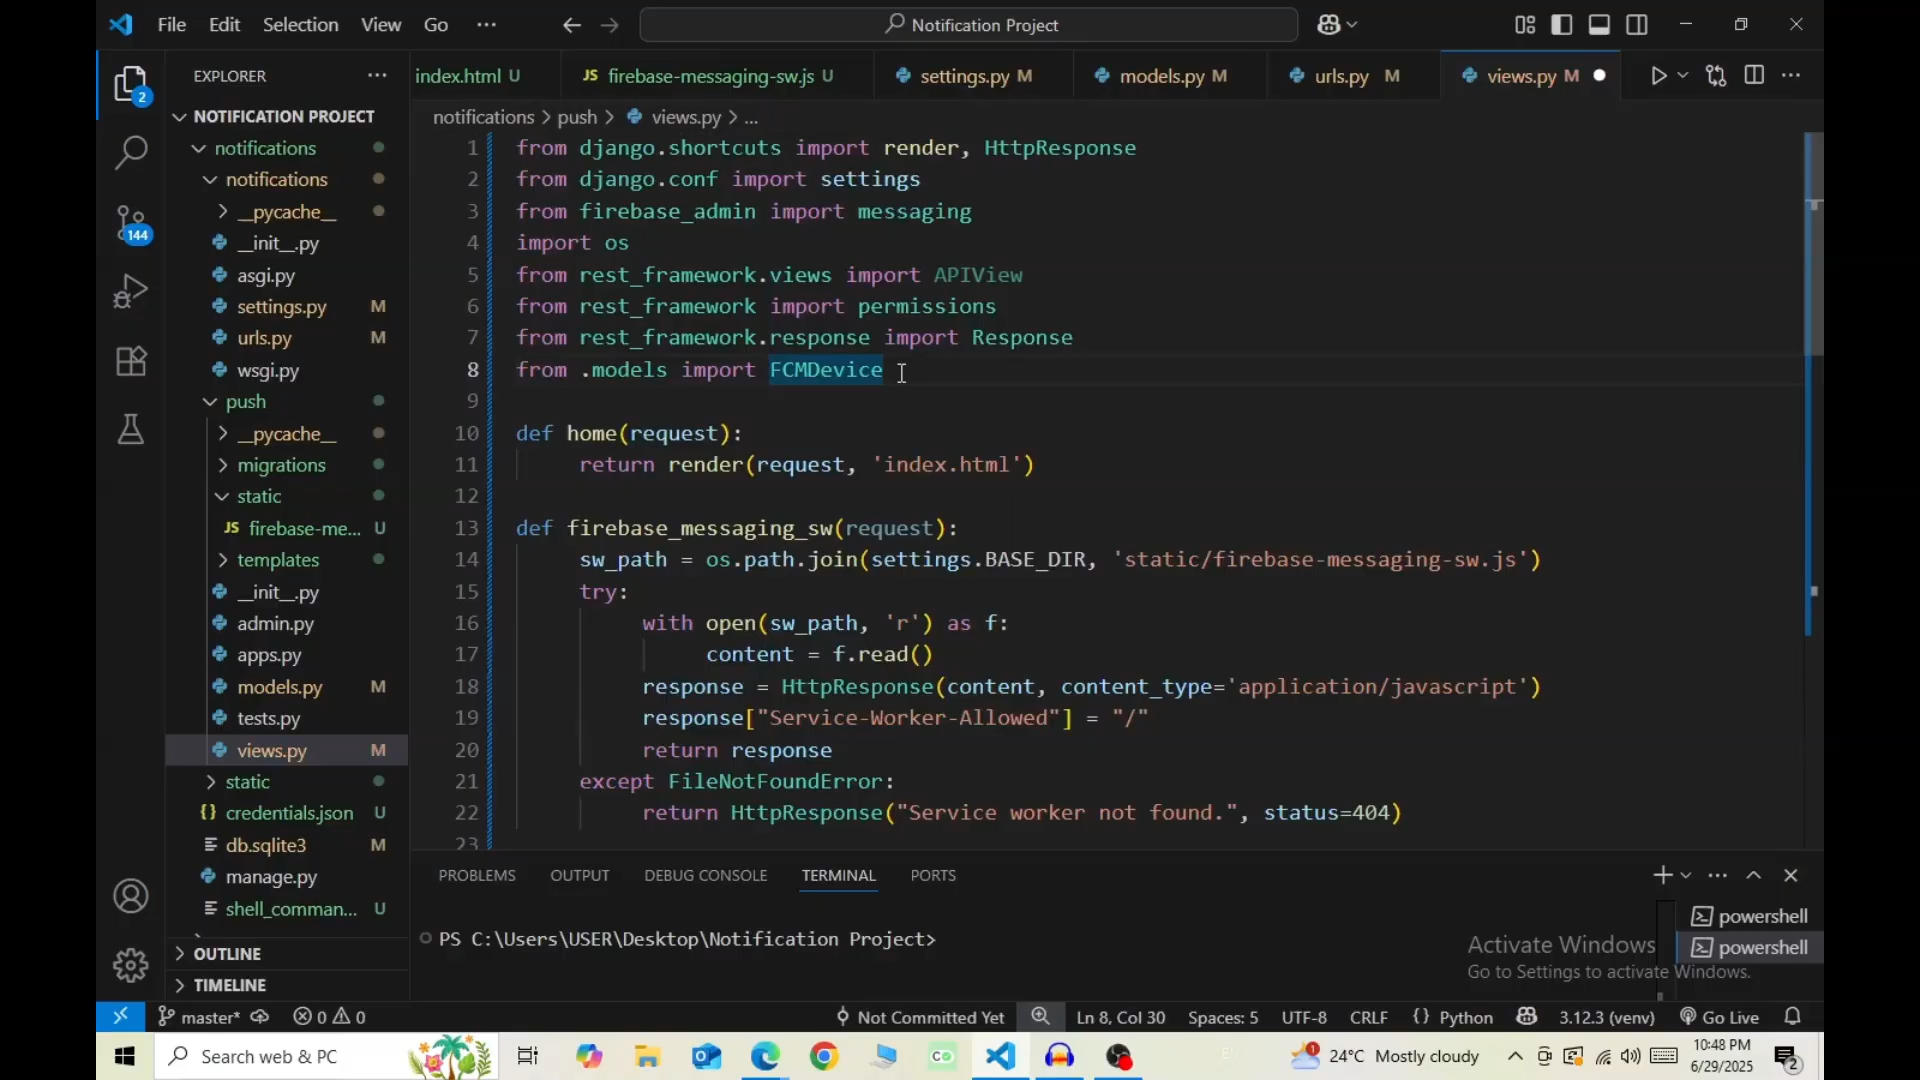 File Edit Selection View Go ··· Notification Project
EXPLORER ···
index.html U JS firebase-messaging-sw.js U settings.py M models.py M urls.py M views.py M
NOTIFICATION PROJECT
notifications > push > views.py > ...
notifications
notifications
__pycache__
__init__.py
asgi.py
settings.py M
urls.py M
wsgi.py
push
__pycache__
migrations
static
JS firebase-me... U
templates
__init__.py
admin.py
apps.py
models.py M
tests.py
views.py M
static
{} credentials.json U
db.sqlite3 M
manage.py
shell_comman... U
OUTLINE
TIMELINE
2
144
1 from django.shortcuts import render, HttpResponse
2 from django.conf import settings
3 from firebase_admin import messaging
4 import os
5 from rest_framework.views import APIView
6 from rest_framework import permissions
7 from rest_framework.response import Response
8 from .models import FCMDevice
9
10 def home(request):
11 return render(request, 'index.html')
12
13 def firebase_messaging_sw(request):
14 sw_path = os.path.join(settings.BASE_DIR, 'static/firebase-messaging-sw.js')
15 try:
16 with open(sw_path, 'r') as f:
17 content = f.read()
18 response = HttpResponse(content, content_type='application/javascript')
19 response["Service-Worker-Allowed"] = "/"
20 return response
21 except FileNotFoundError:
22 return HttpResponse("Service worker not found.", status=404)
23
PROBLEMS OUTPUT DEBUG CONSOLE TERMINAL PORTS
PS C:\Users\USER\Desktop\Notification Project>
powershell
powershell
Activate Windows
Go to Settings to activate Windows.
master* 0 0 Not Committed Yet Ln 8, Col 30 Spaces: 5 UTF-8 CRLF {} Python 3.12.3 (venv) Go Live
Search web & PC 24°C Mostly cloudy 10:48 PM
6/29/2025